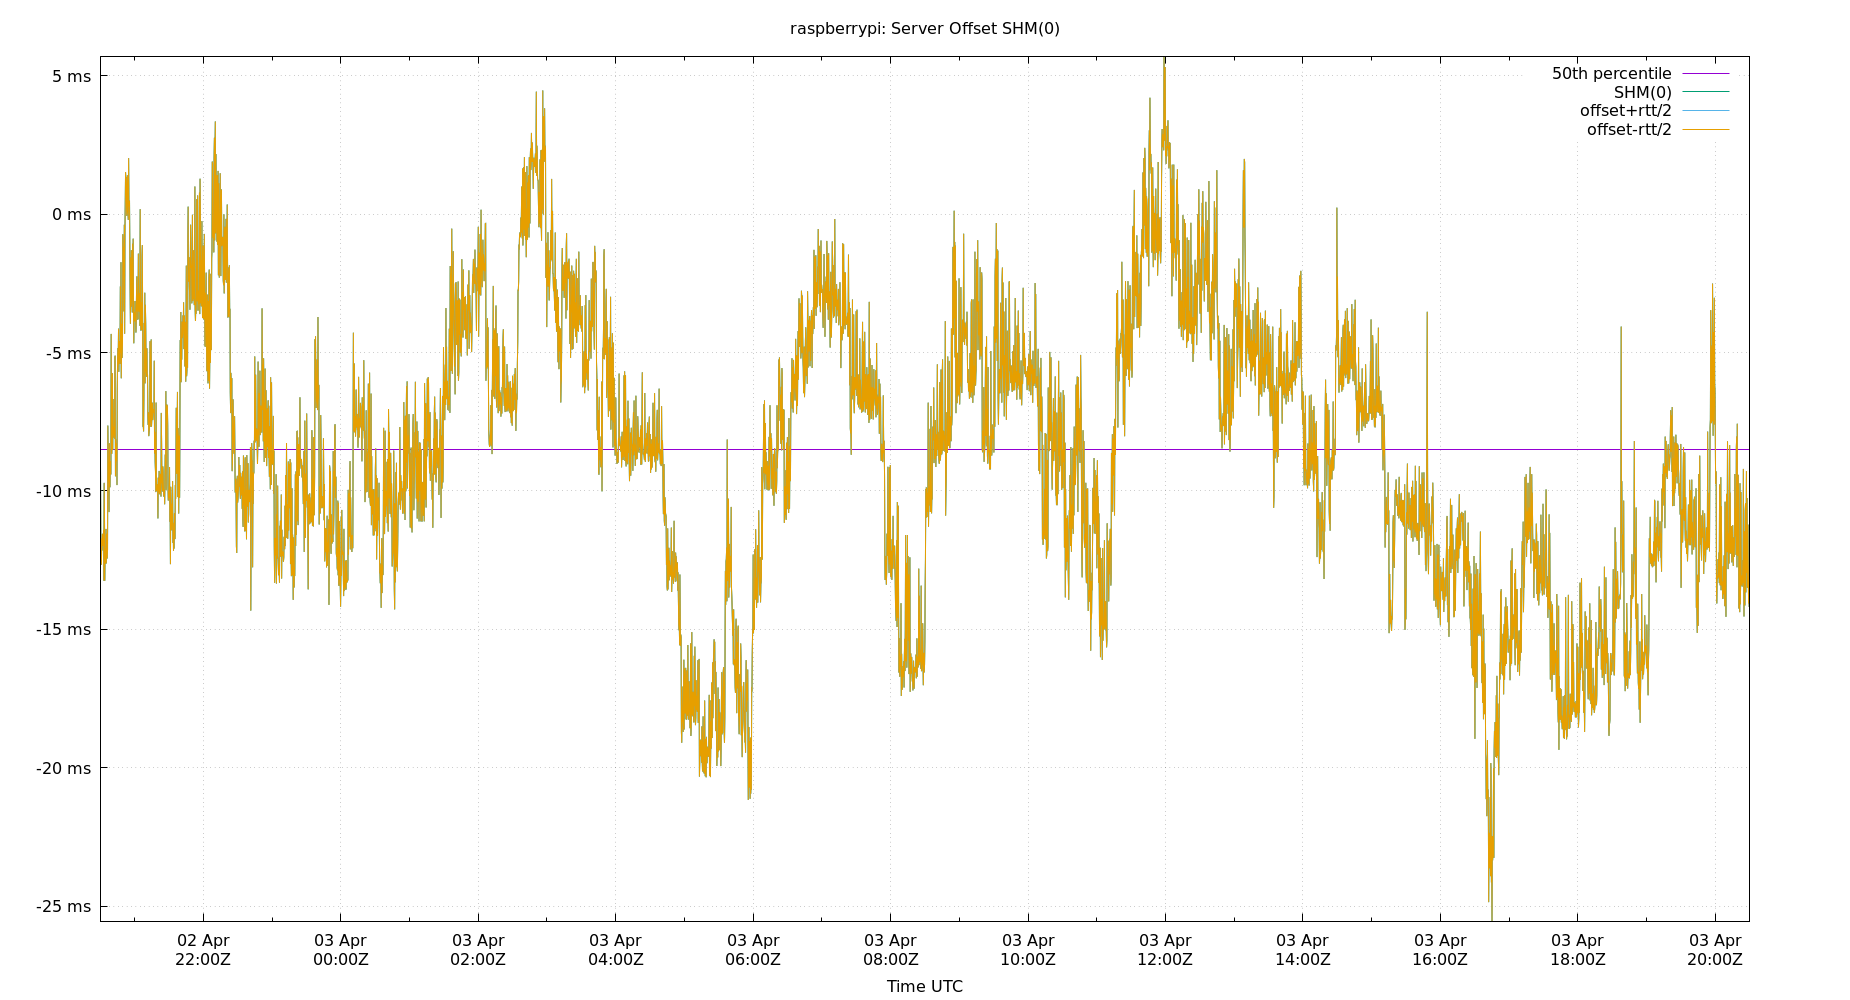 raspberrypi: Server Offset SHM(0)
50th percentile
SHM(0)
offset+rtt/2
offset-rtt/2
5 ms
0 ms
-5 ms
-10 ms
-15 ms
-20 ms
-25 ms
02 Apr 03 Apr 03 Apr 03 Apr 03 Apr 03 Apr 03 Apr 03 Apr 03 Apr 03 Apr 03 Apr 03 Apr
22:00Z 00:00Z 02:00Z 04:00Z 06:00Z 08:00Z 10:00Z 12:00Z 14:00Z 16:00Z 18:00Z 20:00Z
Time UTC